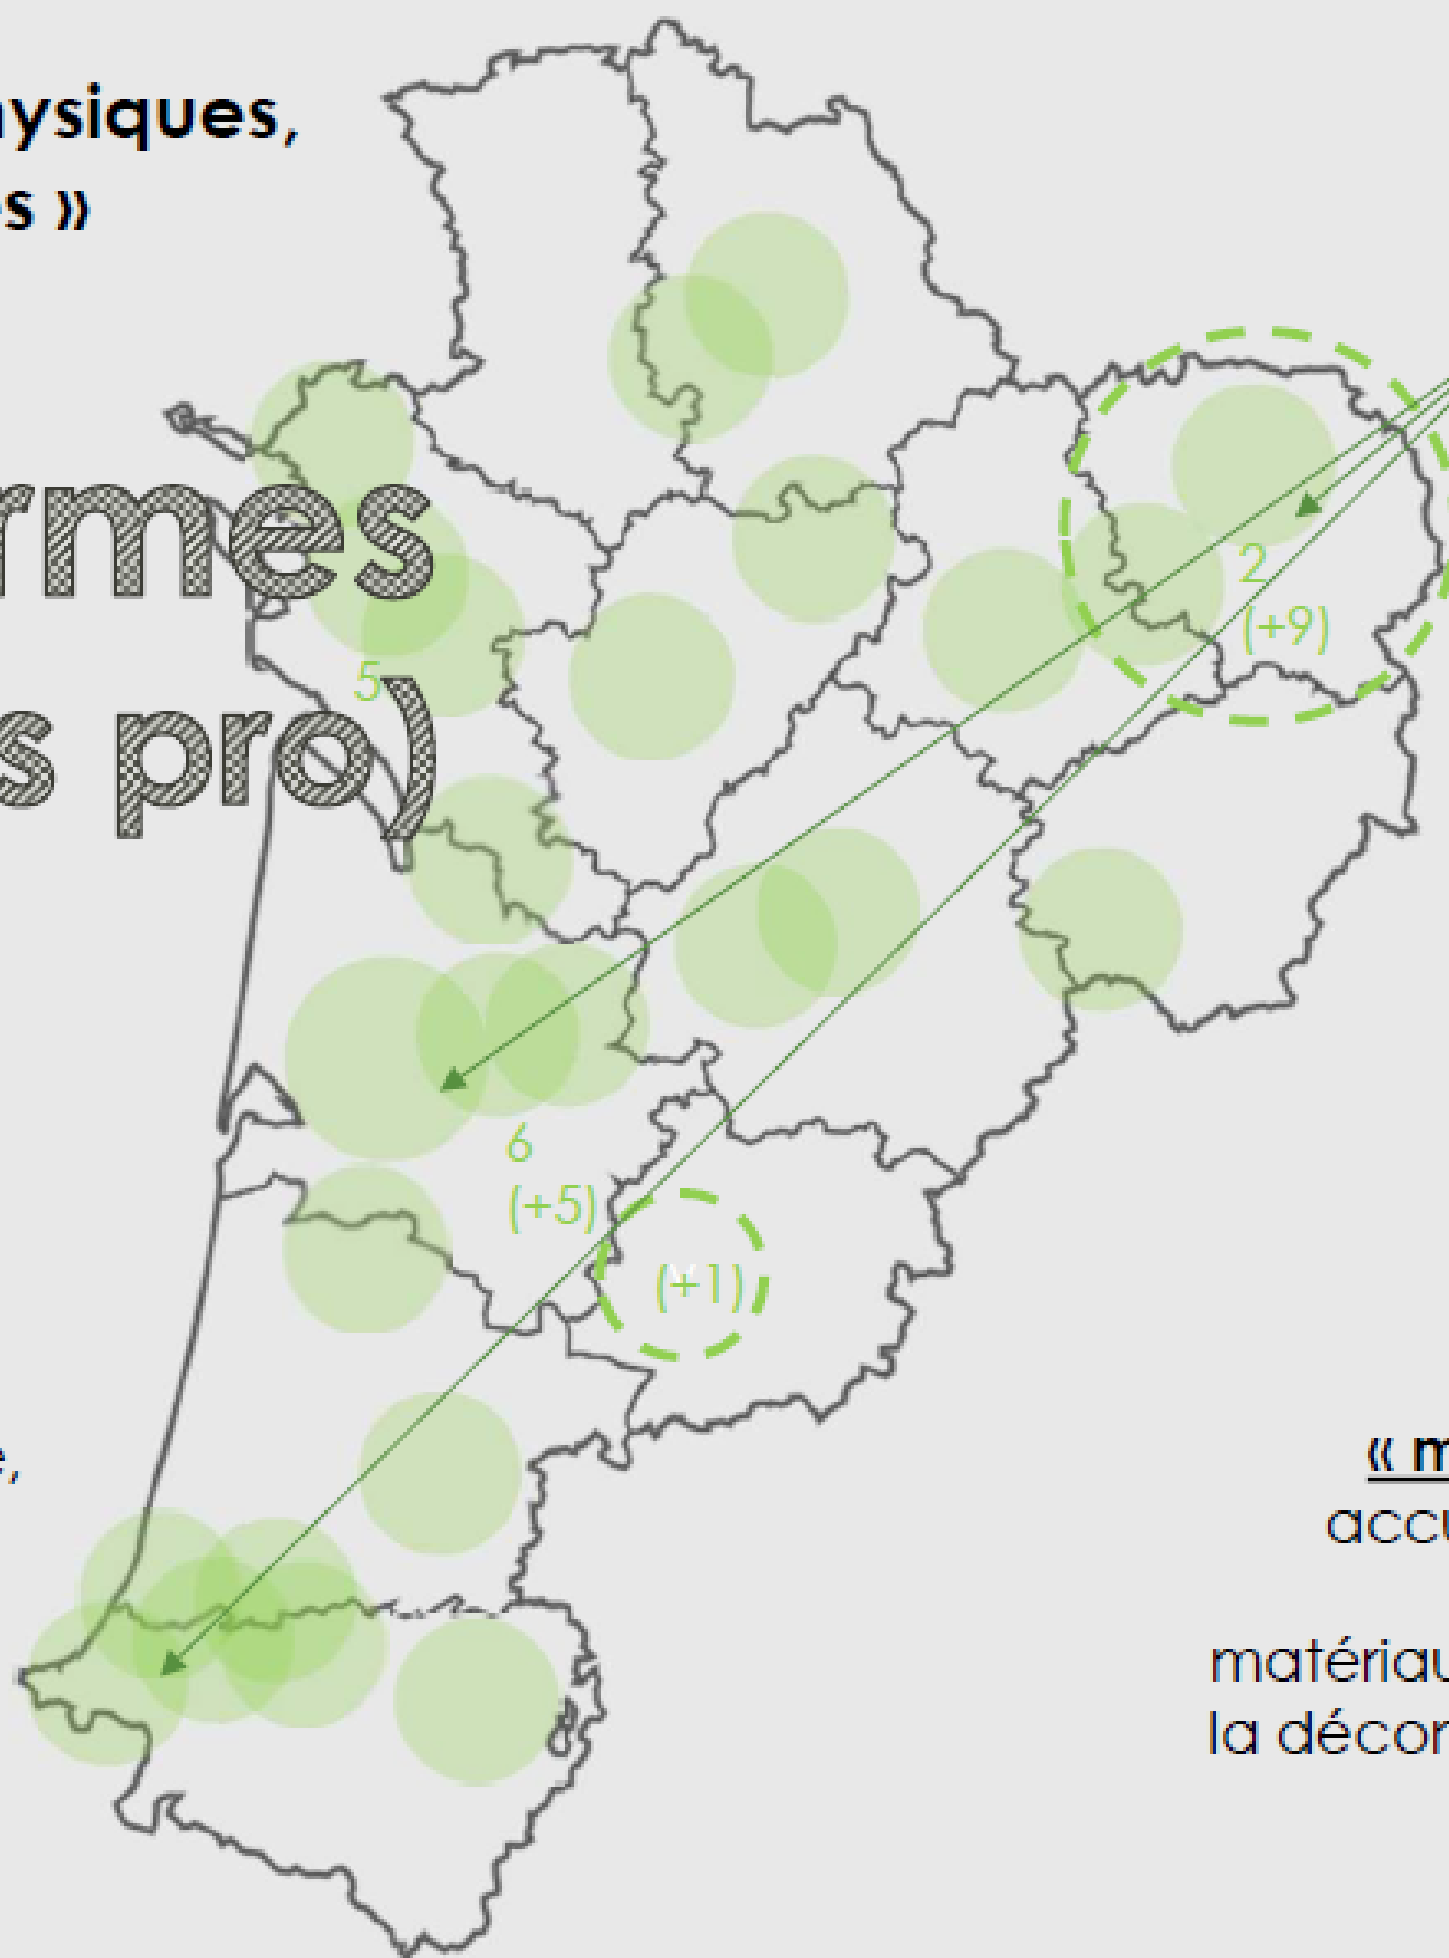 ysiques,
s »
rmes
s pro)
5
2
(+9)
6
(+5)
(+1)
e,
« m
accu
matériau
la décor